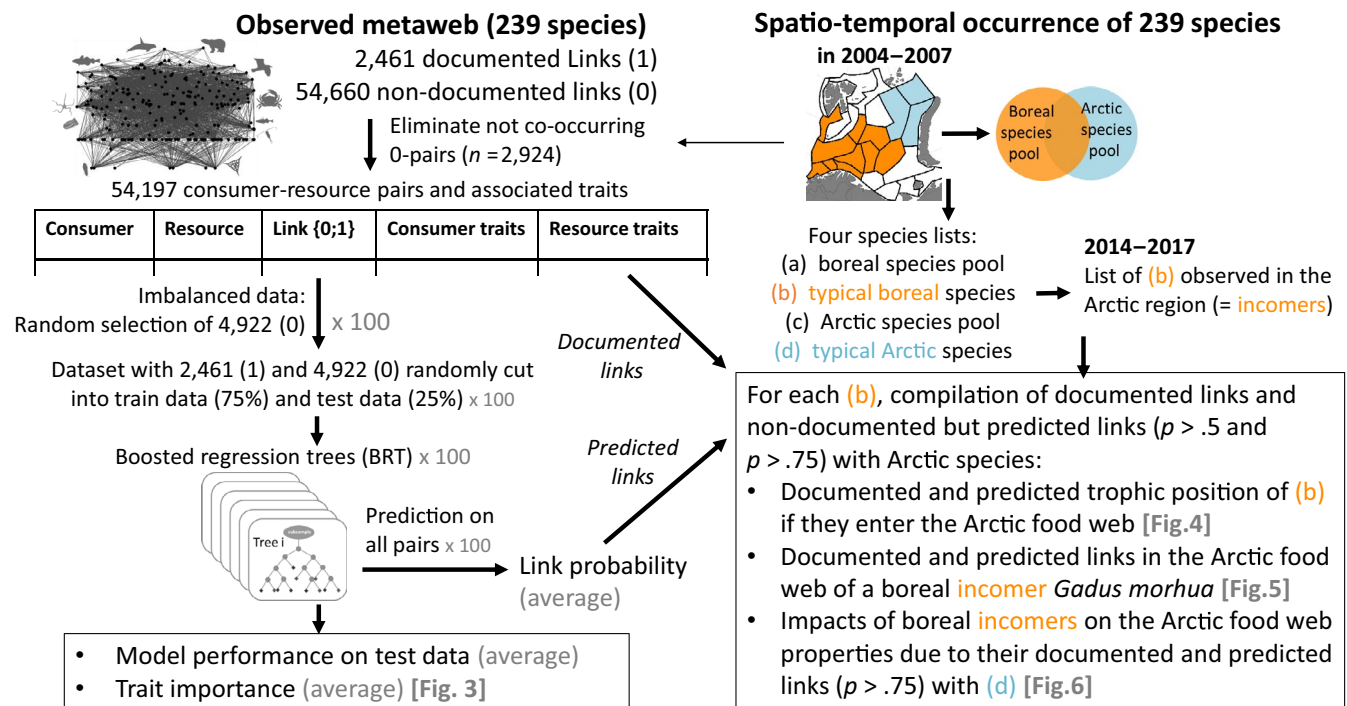 Observed metaweb (239 species)
2,461 documented Links (1)
54,660 non-documented links (0)
Eliminate not co-occurring
0-pairs (n = 2,924)
54,197 consumer-resource pairs and associated traits
Consumer Resource Link {0;1} Consumer traits Resource traits
Imbalanced data:
Random selection of 4,922 (0) x 100
Dataset with 2,461 (1) and 4,922 (0) randomly cut
into train data (75%) and test data (25%) x 100
Boosted regression trees (BRT) x 100
Tree i
Prediction on
all pairs x 100
Link probability
(average)
• Model performance on test data (average)
• Trait importance (average) [Fig. 3]
Documented
links
Predicted
links
Spatio-temporal occurrence of 239 species
in 2004–2007
Boreal
species
pool
Arctic
species
pool
Four species lists:
(a) boreal species pool
(b) typical boreal species
(c) Arctic species pool
(d) typical Arctic species
2014–2017
List of (b) observed in the
Arctic region (= incomers)
For each (b), compilation of documented links and
non-documented but predicted links (p > .5 and
p > .75) with Arctic species:
• Documented and predicted trophic position of (b)
if they enter the Arctic food web [Fig.4]
• Documented and predicted links in the Arctic food
web of a boreal incomer Gadus morhua [Fig.5]
• Impacts of boreal incomers on the Arctic food web
properties due to their documented and predicted
links (p > .75) with (d) [Fig.6]